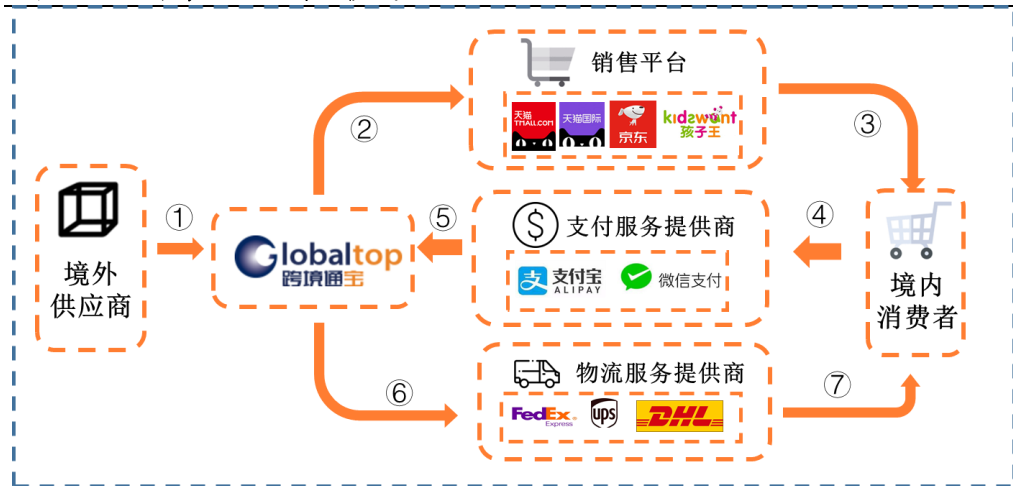 销售平台
天猫
TMALL.COM
天猫国际
京东
kidswant
孩子王
②
③
①
境外
供应商
Globaltop
跨境通宝
⑤
$
支付服务提供商
支 支付宝
ALIPAY
微信支付
④
境内
消费者
⑥
物流服务提供商
FedEx
Express
ups
DHL
⑦